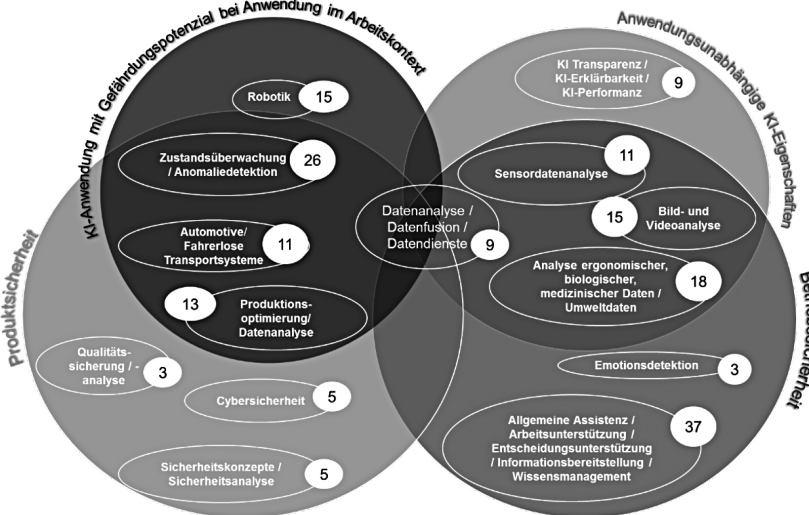 KI-Anwendung mit Gefährdungspotenzial bei Anwendung im Arbeitskontext
Anwendungsunabhängige KI-Eigenschaften
Produktsicherheit
Robotik
15
Zustandsüberwachung
/ Anomaliedetektion
26
Automotive/
Fahrerlose
Transportsysteme
11
13
Produktions-
optimierung/
Datenanalyse
Qualitäts-
sicherung / -
analyse
3
Cybersicherheit
5
Sicherheitskonzepte /
Sicherheitsanalyse
5
Datenanalyse /
Datenfusion /
Datendienste
9
KI Transparenz /
KI-Erklärbarkeit /
KI-Performanz
9
Sensordatenanalyse
11
15
Bild- und
Videoanalyse
Analyse ergonomischer,
biologischer,
medizinischer Daten /
Umweltdaten
18
Emotionsdetektion
3
Allgemeine Assistenz /
Arbeitsunterstützung /
Entscheidungsunterstützung
/ Informationsbereitstellung /
Wissensmanagement
37